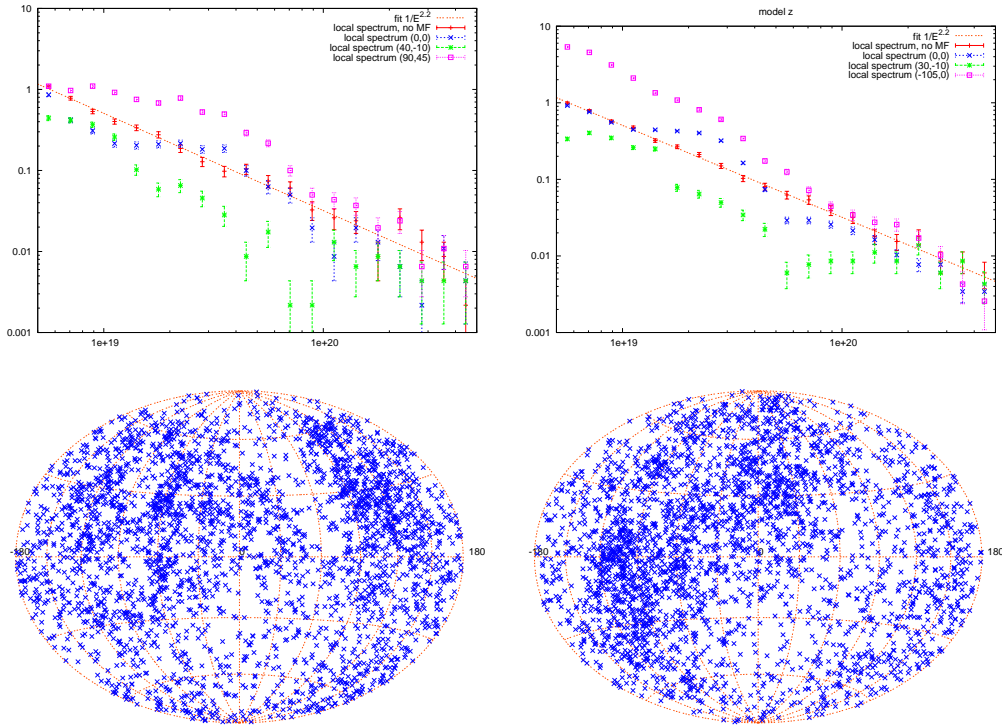 fit 1/E^2.2
local spectrum, no MF
local spectrum (0,0)
local spectrum (40,-10)
local spectrum (90,45)
10
1
0.1
0.01
0.001
1e+19
1e+20
model z
fit 1/E^2.2
local spectrum, no MF
local spectrum (0,0)
local spectrum (30,-10)
local spectrum (-105,0)
10
1
0.1
0.01
0.001
1e+19
1e+20
-180
0
180
-180
0
180